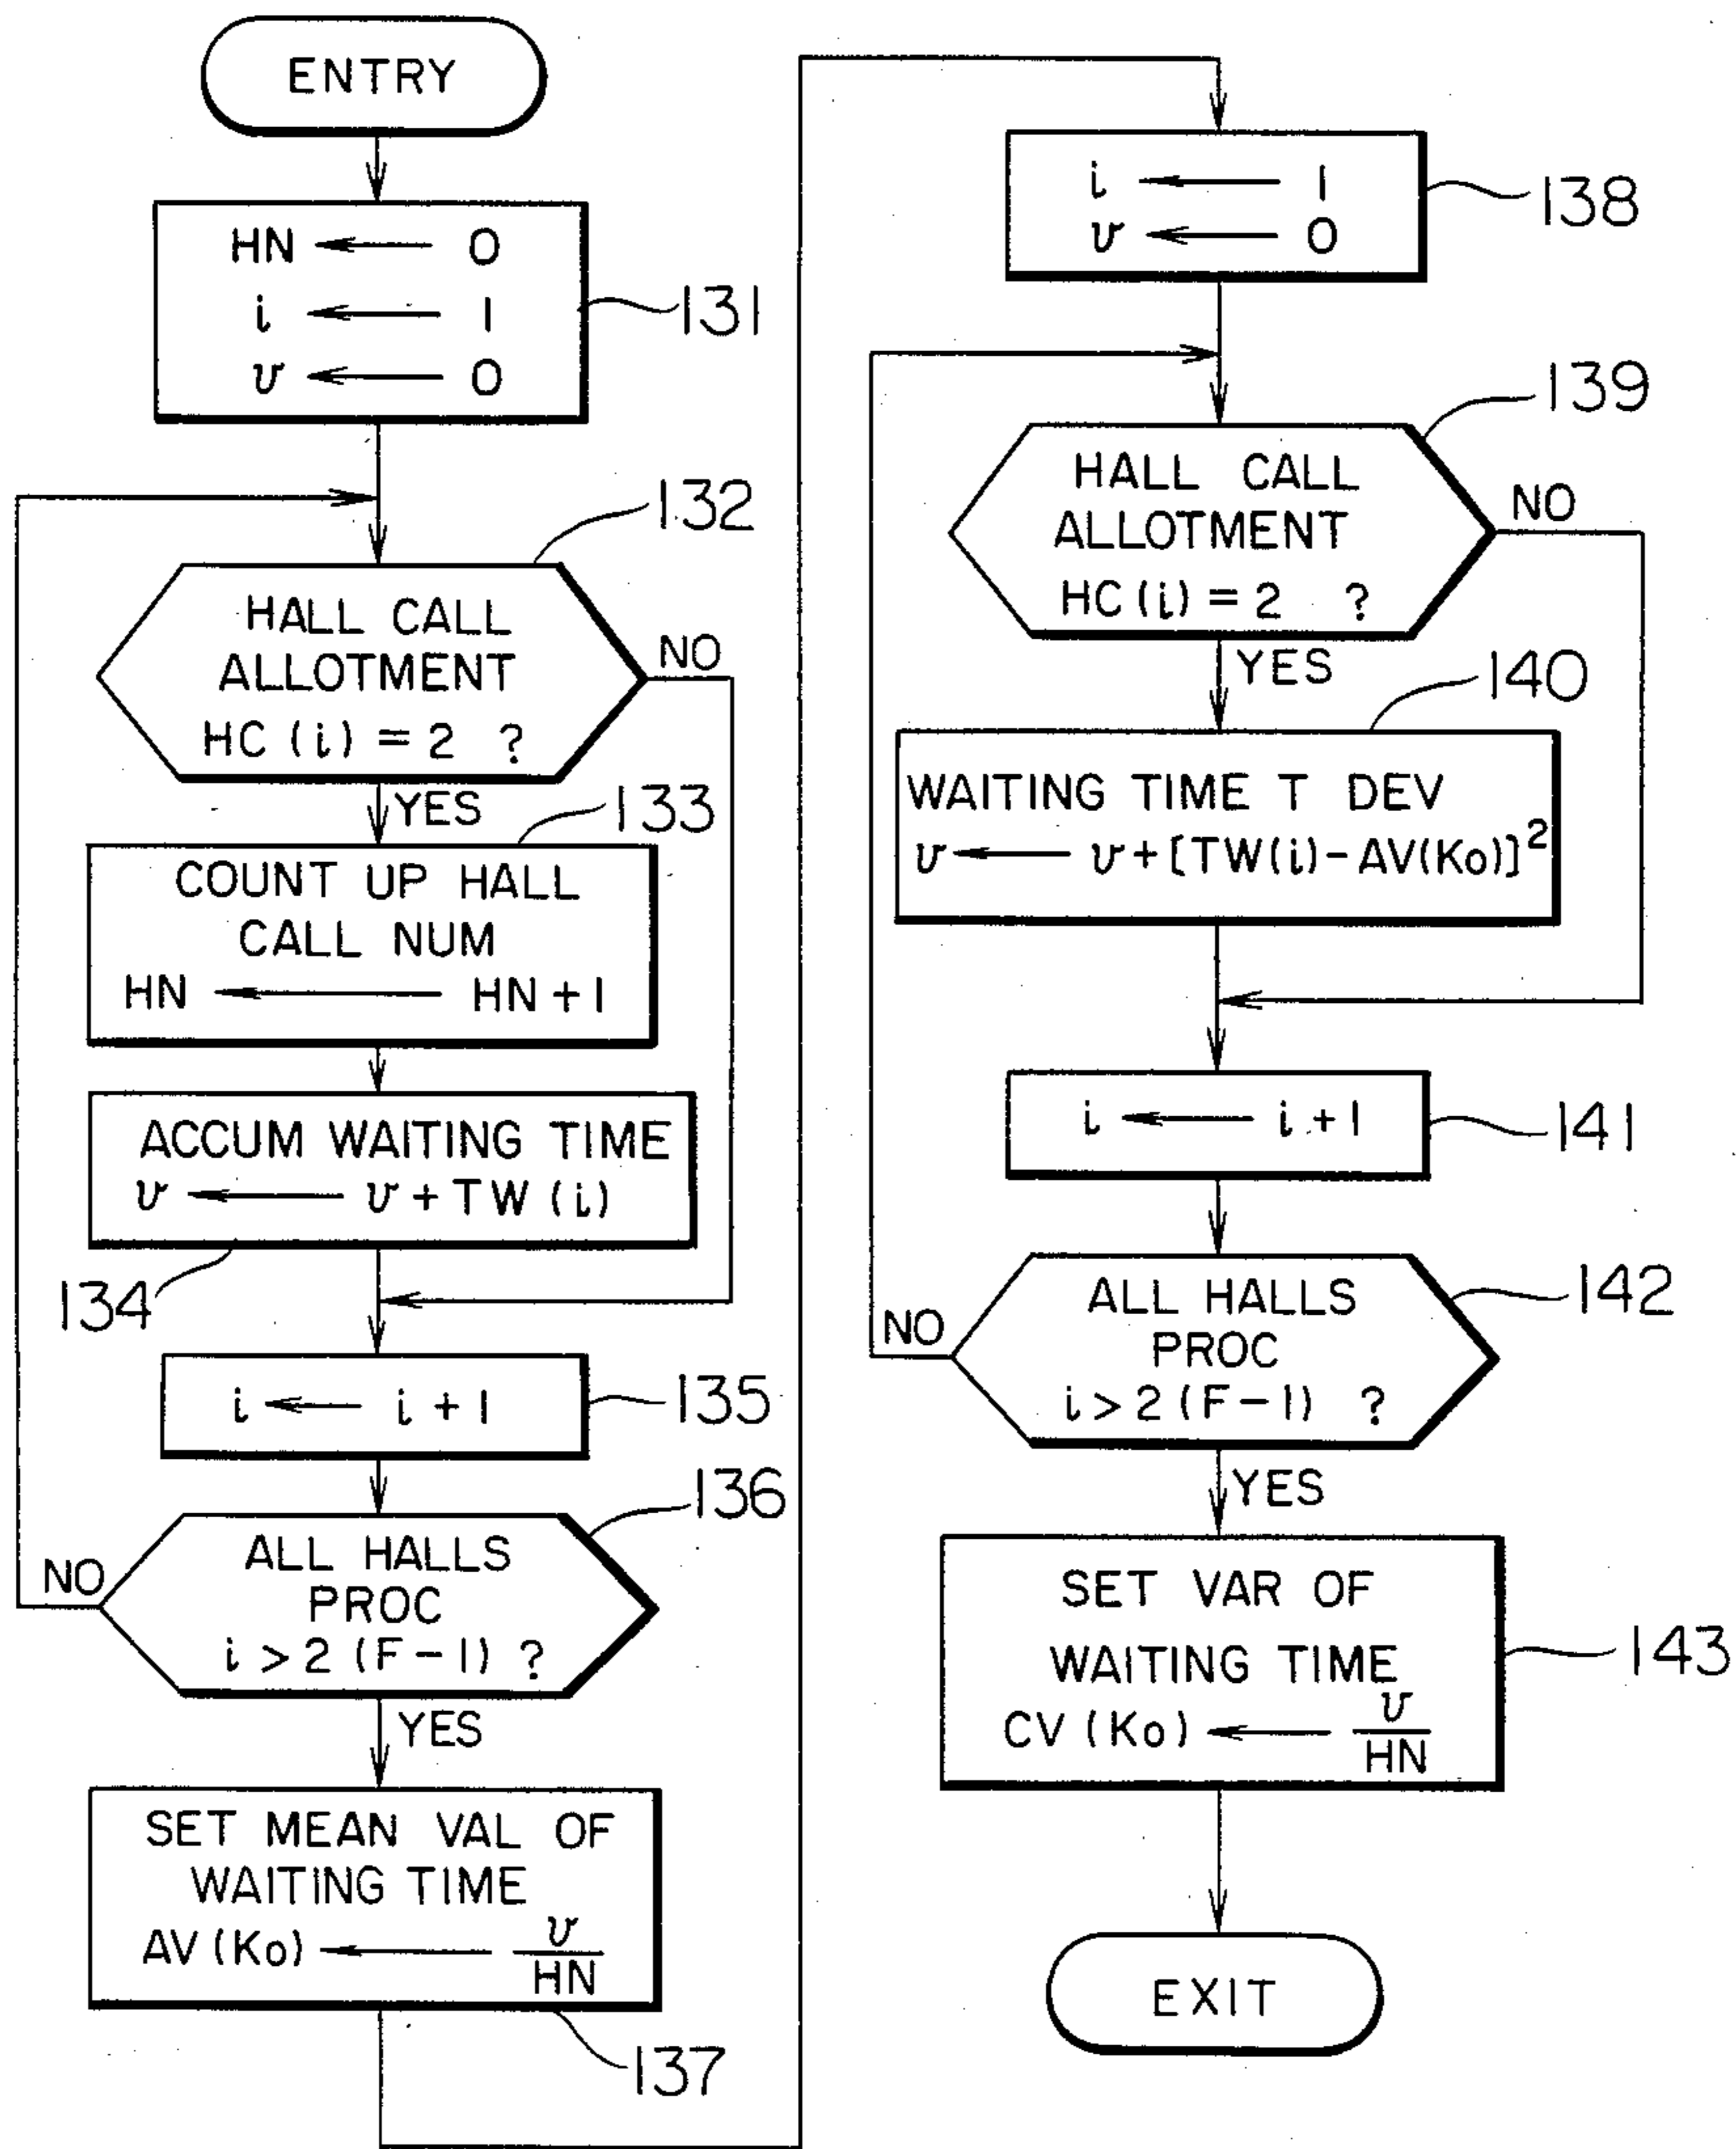 ENTRY
HN ← 0
i ← 1
v ← 0
131
132
HALL CALL
ALLOTMENT
HC (i) = 2 ?
NO
YES
133
COUNT UP HALL
CALL NUM
HN ← HN + 1
ACCUM WAITING TIME
v ← v + TW (i)
134
i ← i + 1
135
136
ALL HALLS
PROC
i > 2 (F - 1) ?
NO
YES
SET MEAN VAL OF
WAITING TIME
AV (Ko) ← v
HN
137
i ← 1
v ← 0
138
139
HALL CALL
ALLOTMENT
HC (i) = 2 ?
NO
YES
140
WAITING TIME T DEV
v ← v + [TW(i) - AV(Ko)]²
i ← i + 1
141
ALL HALLS
PROC
i > 2 (F - 1) ?
142
NO
YES
SET VAR OF
WAITING TIME
CV (Ko) ← v
HN
143
EXIT